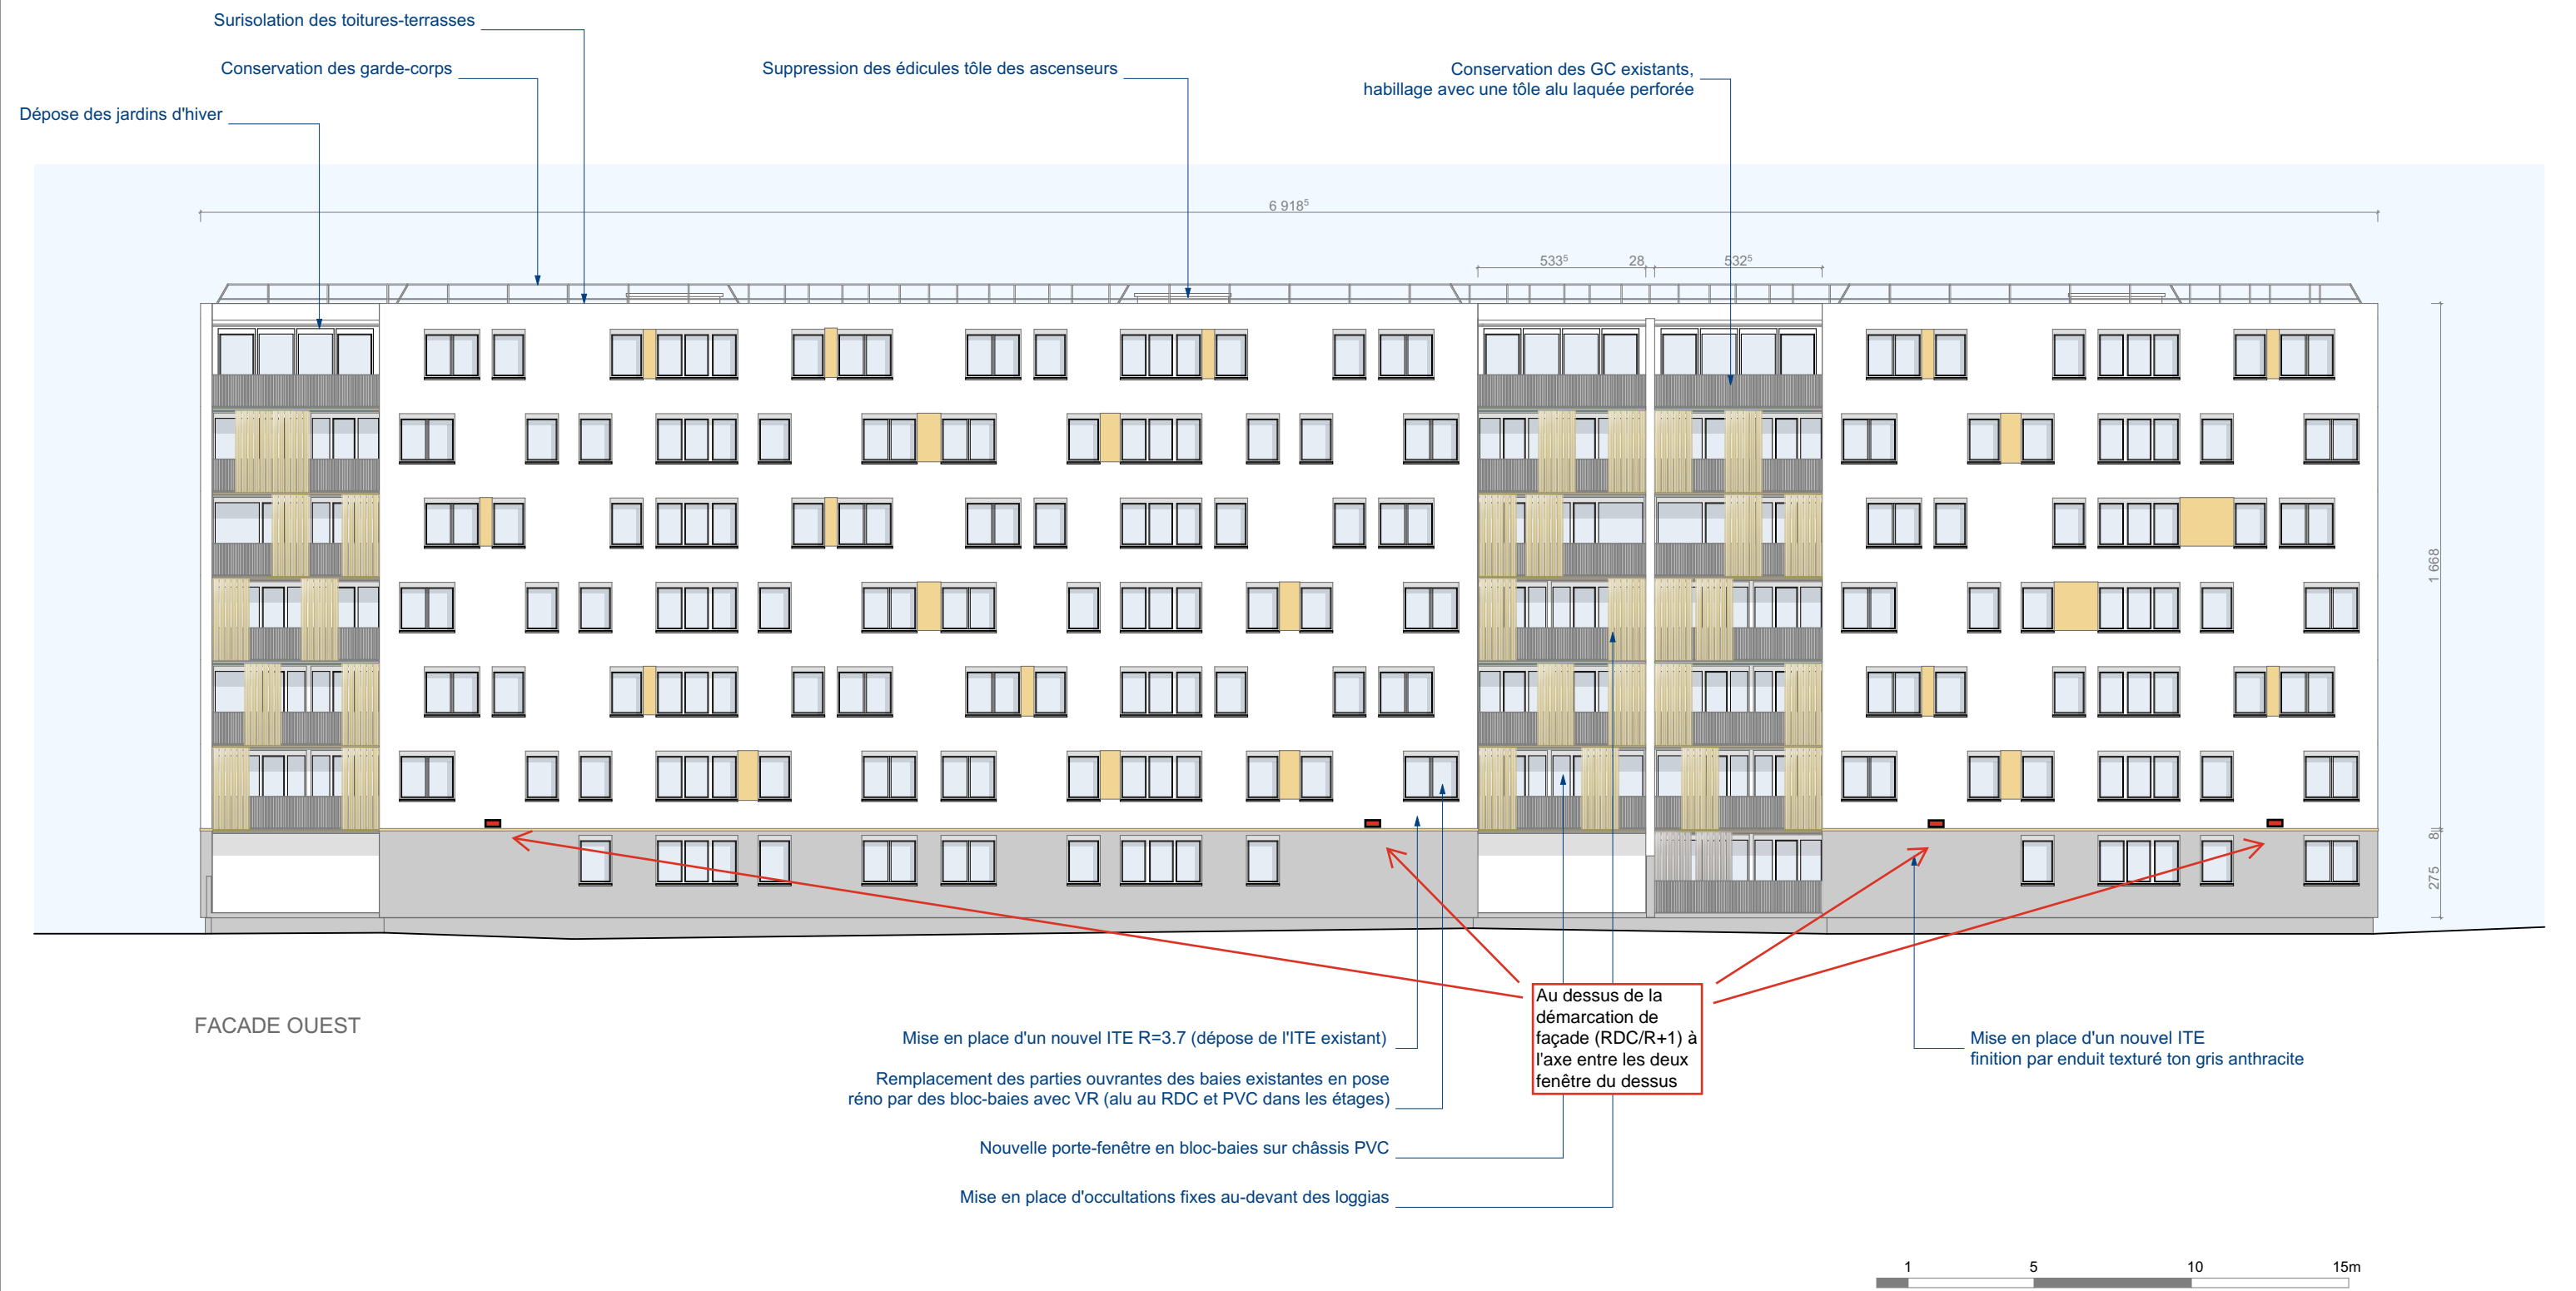 Surisolation des toitures-terrasses
Conservation des garde-corps
Suppression des édicules tôle des ascenseurs
Conservation des GC existants,
habillage avec une tôle alu laquée perforée
Dépose des jardins d'hiver
6 918⁵
533⁵
28
532⁵
1 668
8
275
FACADE OUEST
Au dessus de la
démarcation de
façade (RDC/R+1) à
l'axe entre les deux
fenêtre du dessus
Mise en place d'un nouvel ITE R=3.7 (dépose de l'ITE existant)
Remplacement des parties ouvrantes des baies existantes en pose
réno par des bloc-baies avec VR (alu au RDC et PVC dans les étages)
Nouvelle porte-fenêtre en bloc-baies sur châssis PVC
Mise en place d'occultations fixes au-devant des loggias
Mise en place d'un nouvel ITE
finition par enduit texturé ton gris anthracite
1 5 10 15m